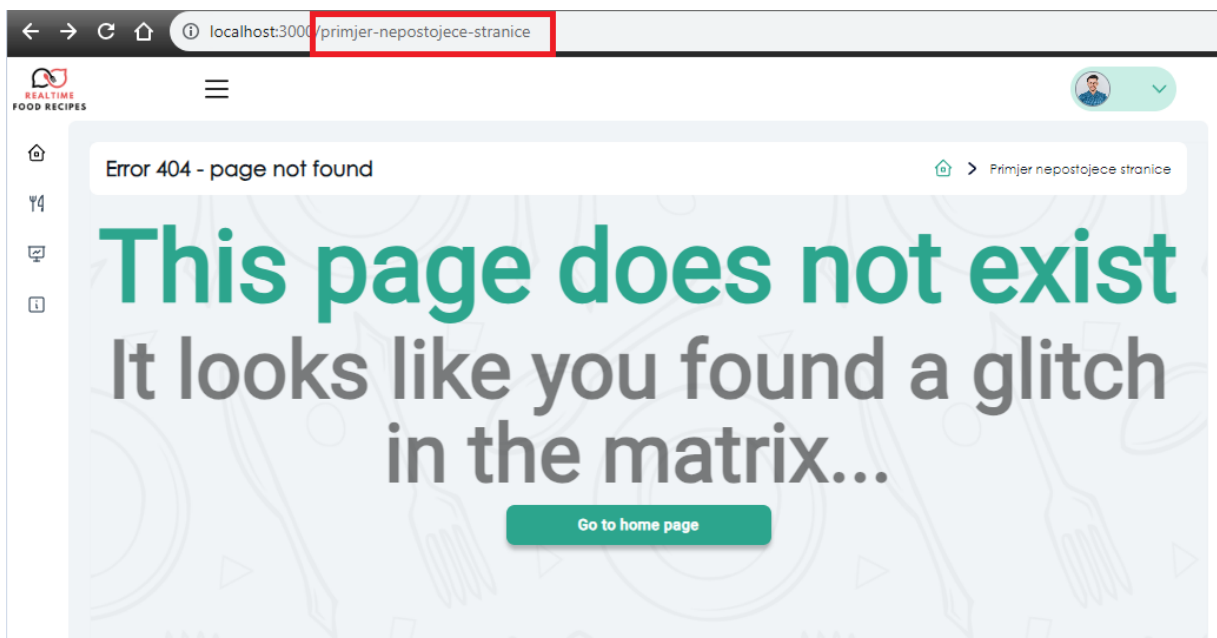 localhost:3000/primjer-nepostojece-stranice
REALTIME
FOOD RECIPES
Error 404 - page not found
Primjer nepostojece stranice
This page does not exist
It looks like you found a glitch
in the matrix...
Go to home page